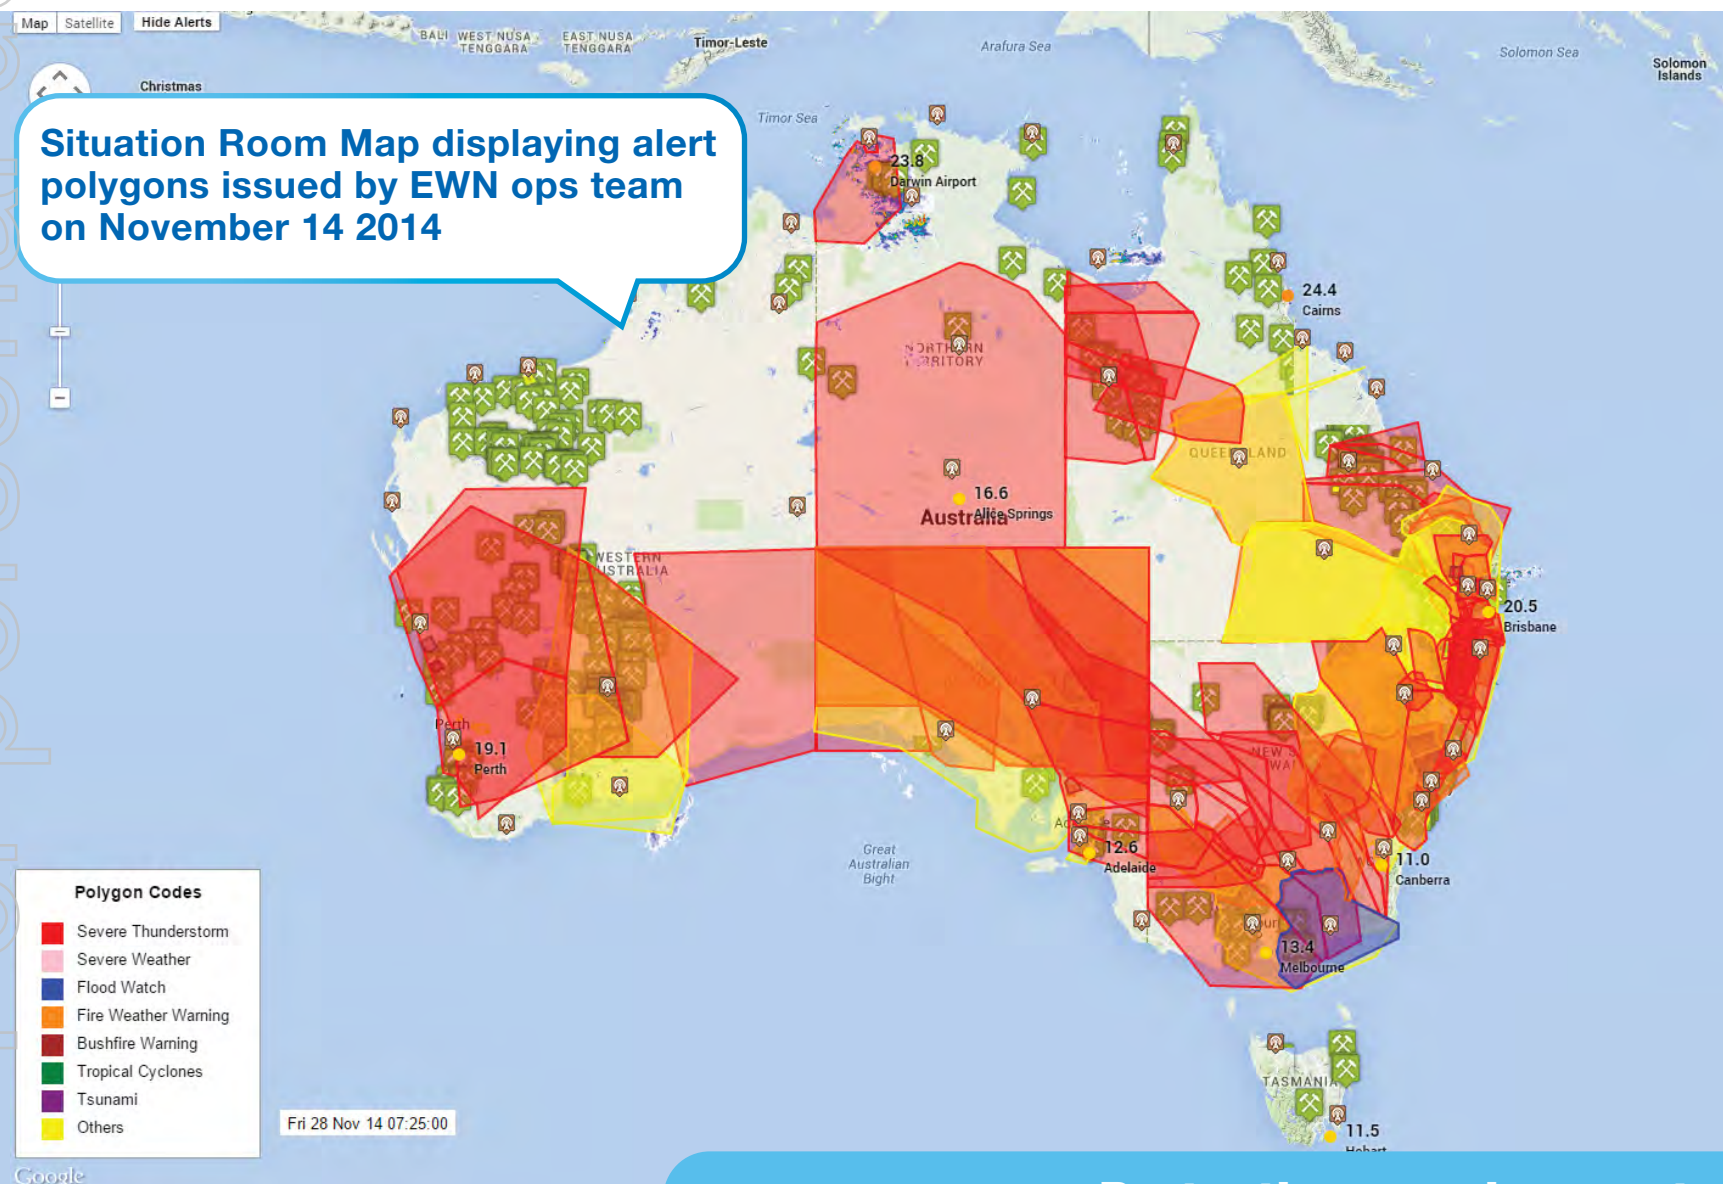 Map Satellite Hide Alerts
BALI WEST NUSA TENGGARA
EAST NUSA TENGGARA
Timor-Leste
Arafura Sea
Solomon Sea
Solomon
Islands
Christmas
Timor Sea
Situation Room Map displaying alert
polygons issued by EWN ops team
on November 14 2014
23.8
Darwin Airport
24.4
Cairns
NORTHERN
TERRITORY
QUEENSLAND
16.6
Alice Springs
Australia
WESTERN
AUSTRALIA
20.5
Brisbane
Perth
19.1
Perth
NEW S
WAL
Great
Australian
Bight
12.6
Adelaide
11.0
Canberra
13.4
Melbourne
TASMANIA
11.5
Hobart
Polygon Codes
Severe Thunderstorm
Severe Weather
Flood Watch
Fire Weather Warning
Bushfire Warning
Tropical Cyclones
Tsunami
Others
Fri 28 Nov 14 07:25:00
Google